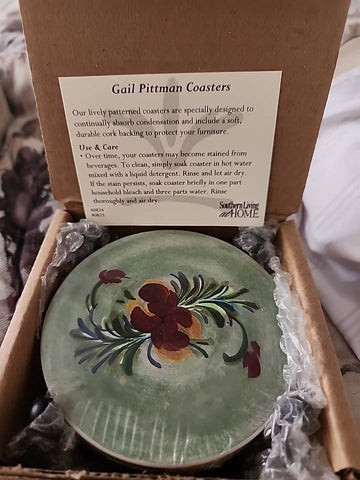 Gail Pittman Coasters
Our lively patterned coasters are specially designed to
continually absorb condensation and include a soft,
durable cork backing to protect your furniture.
Use & Care
• Over time, your coasters may become stained from
beverages. To clean, simply soak coaster in hot water
mixed with a liquid detergent. Rinse and let air dry.
If the stain persists, soak coaster briefly in one part
household bleach and three parts water. Rinse
thoroughly and air dry.
40824
40825
Southern Living
at HOME